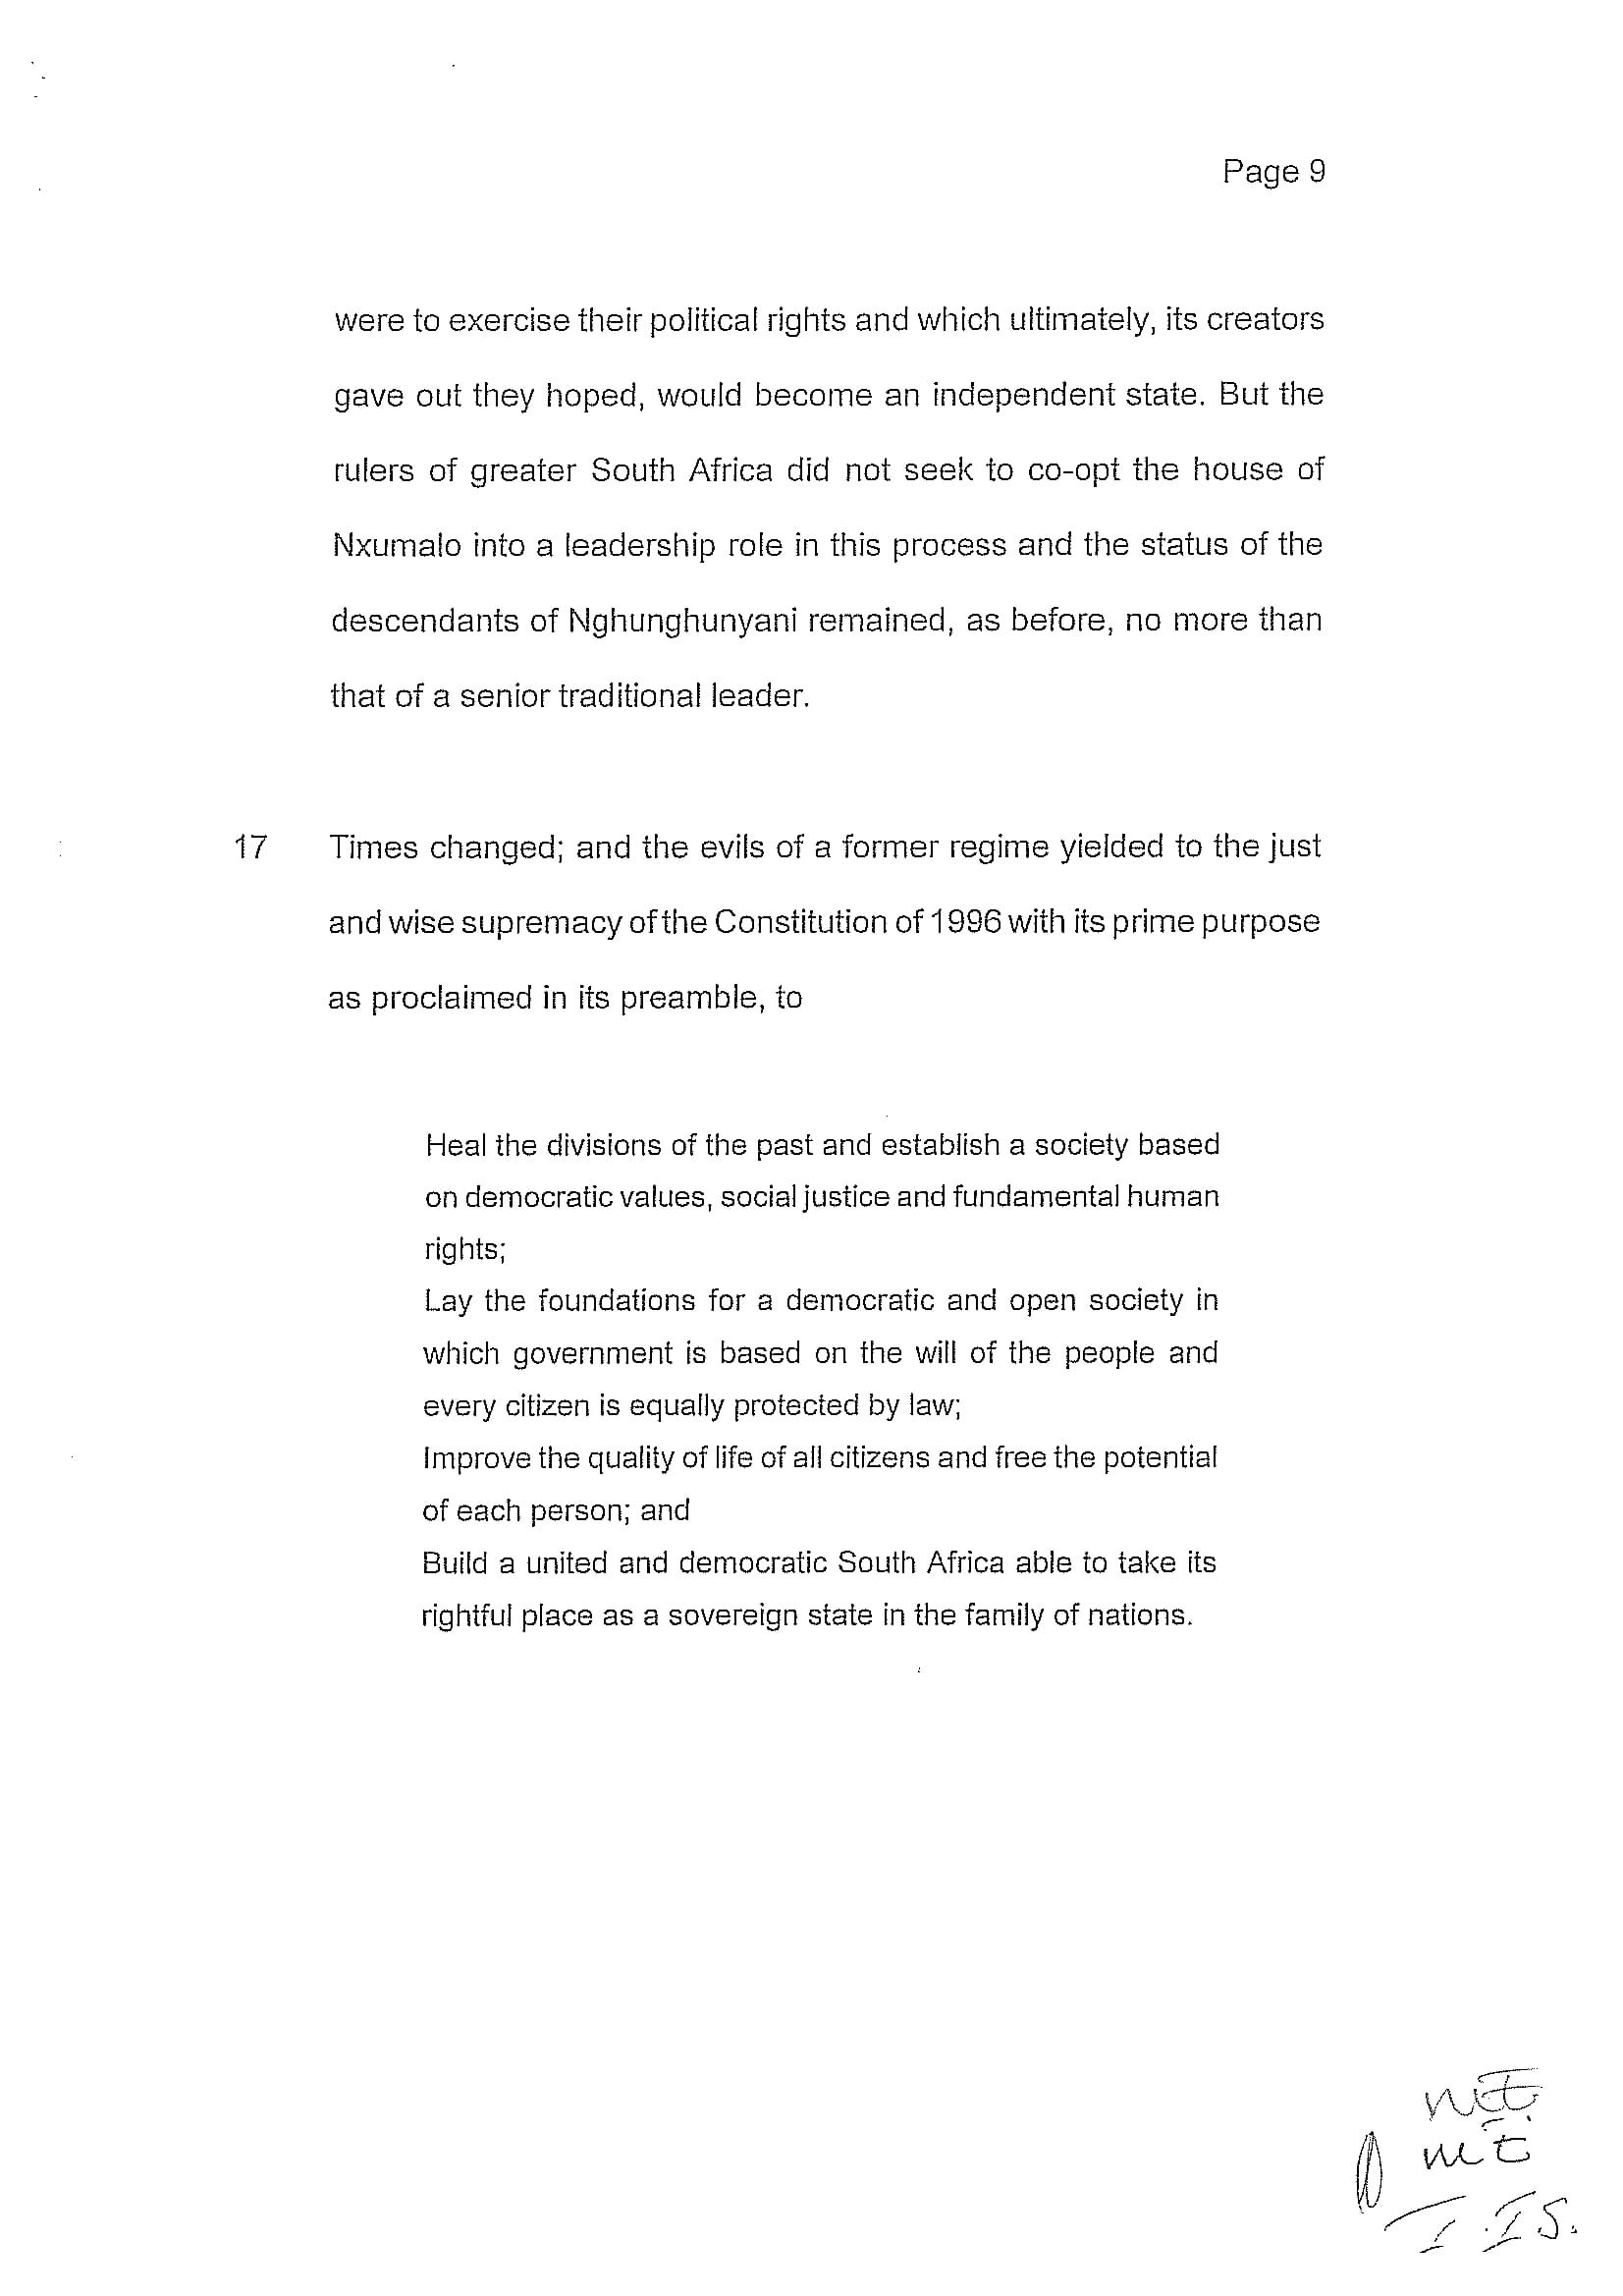 Page 9
were to exercise their political rights and which ultimately, its creators
gave out they hoped, would become an independent state. But the
rulers of greater South Africa did not seek to co-opt the house of
Nxumalo into a leadership role in this process and the status of the
descendants of Nghunghunyani remained, as before, no more than
that of a senior traditional leader.
17 Times changed; and the evils of a former regime yielded to the just
and wise supremacy of the Constitution of 1996 with its prime purpose
as proclaimed in its preamble, to
Heal the divisions of the past and establish a society based
on democratic values, social justice and fundamental human
rights;
Lay the foundations for a democratic and open society in
which government is based on the will of the people and
every citizen is equally protected by law;
Improve the quality of life of all citizens and free the potential
of each person; and
Build a united and democratic South Africa able to take its
rightful place as a sovereign state in the family of nations.